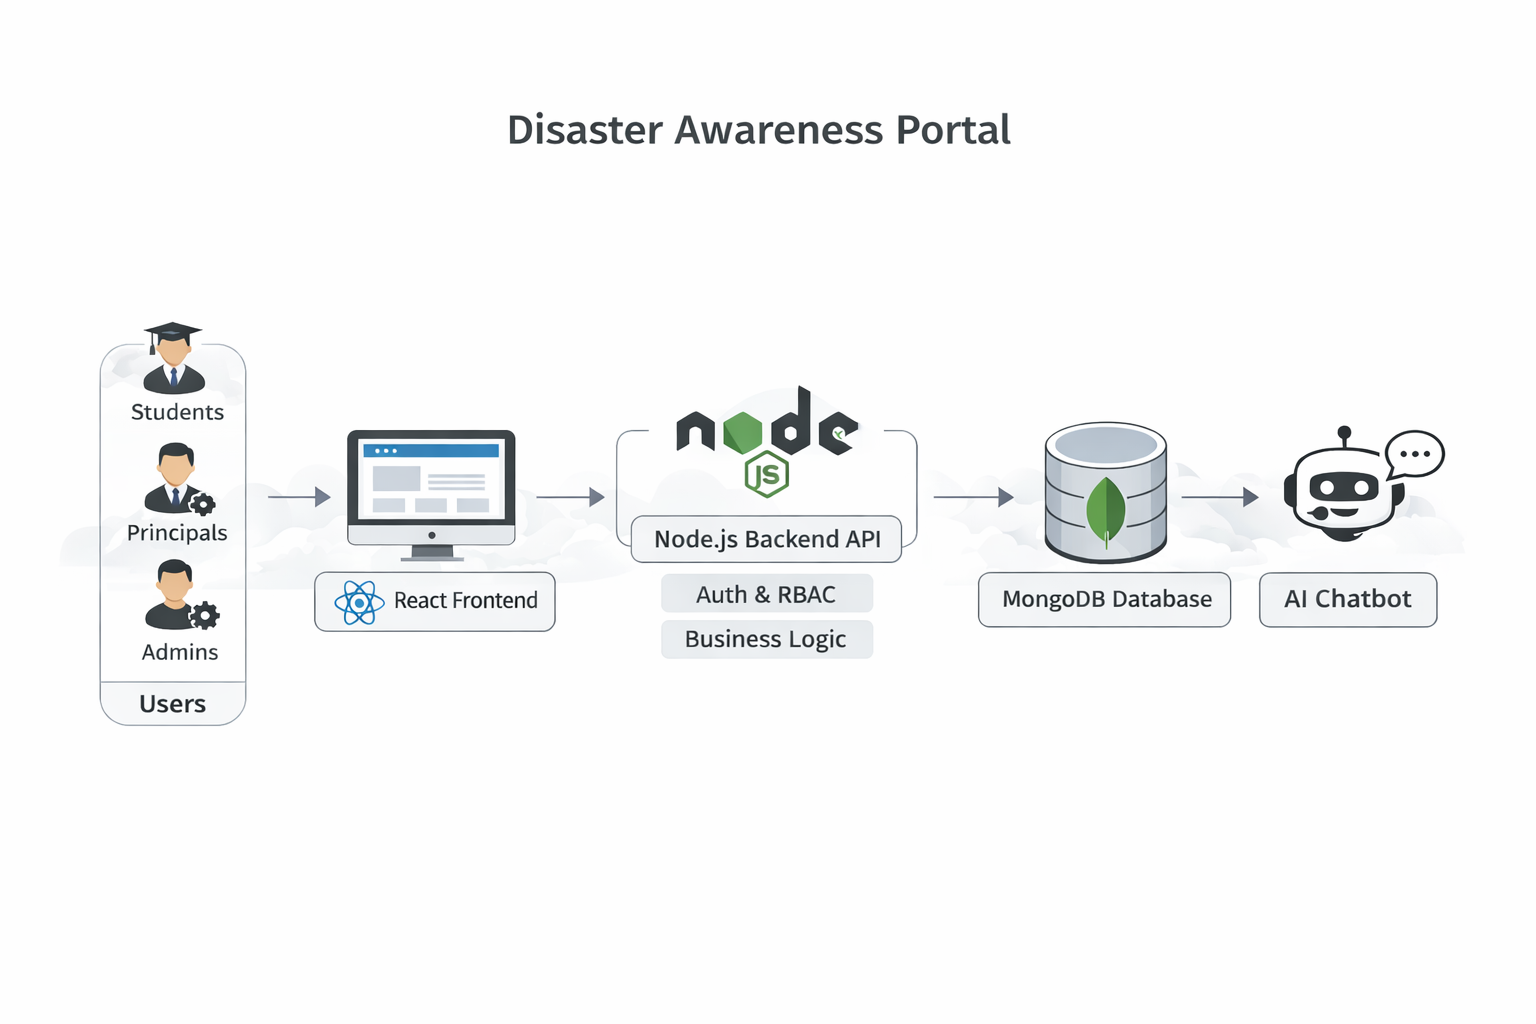 Disaster Awareness Portal
Students
Principals
Admins
Users
React Frontend
node
JS
Node.js Backend API
Auth & RBAC
Business Logic
MongoDB Database
AI Chatbot